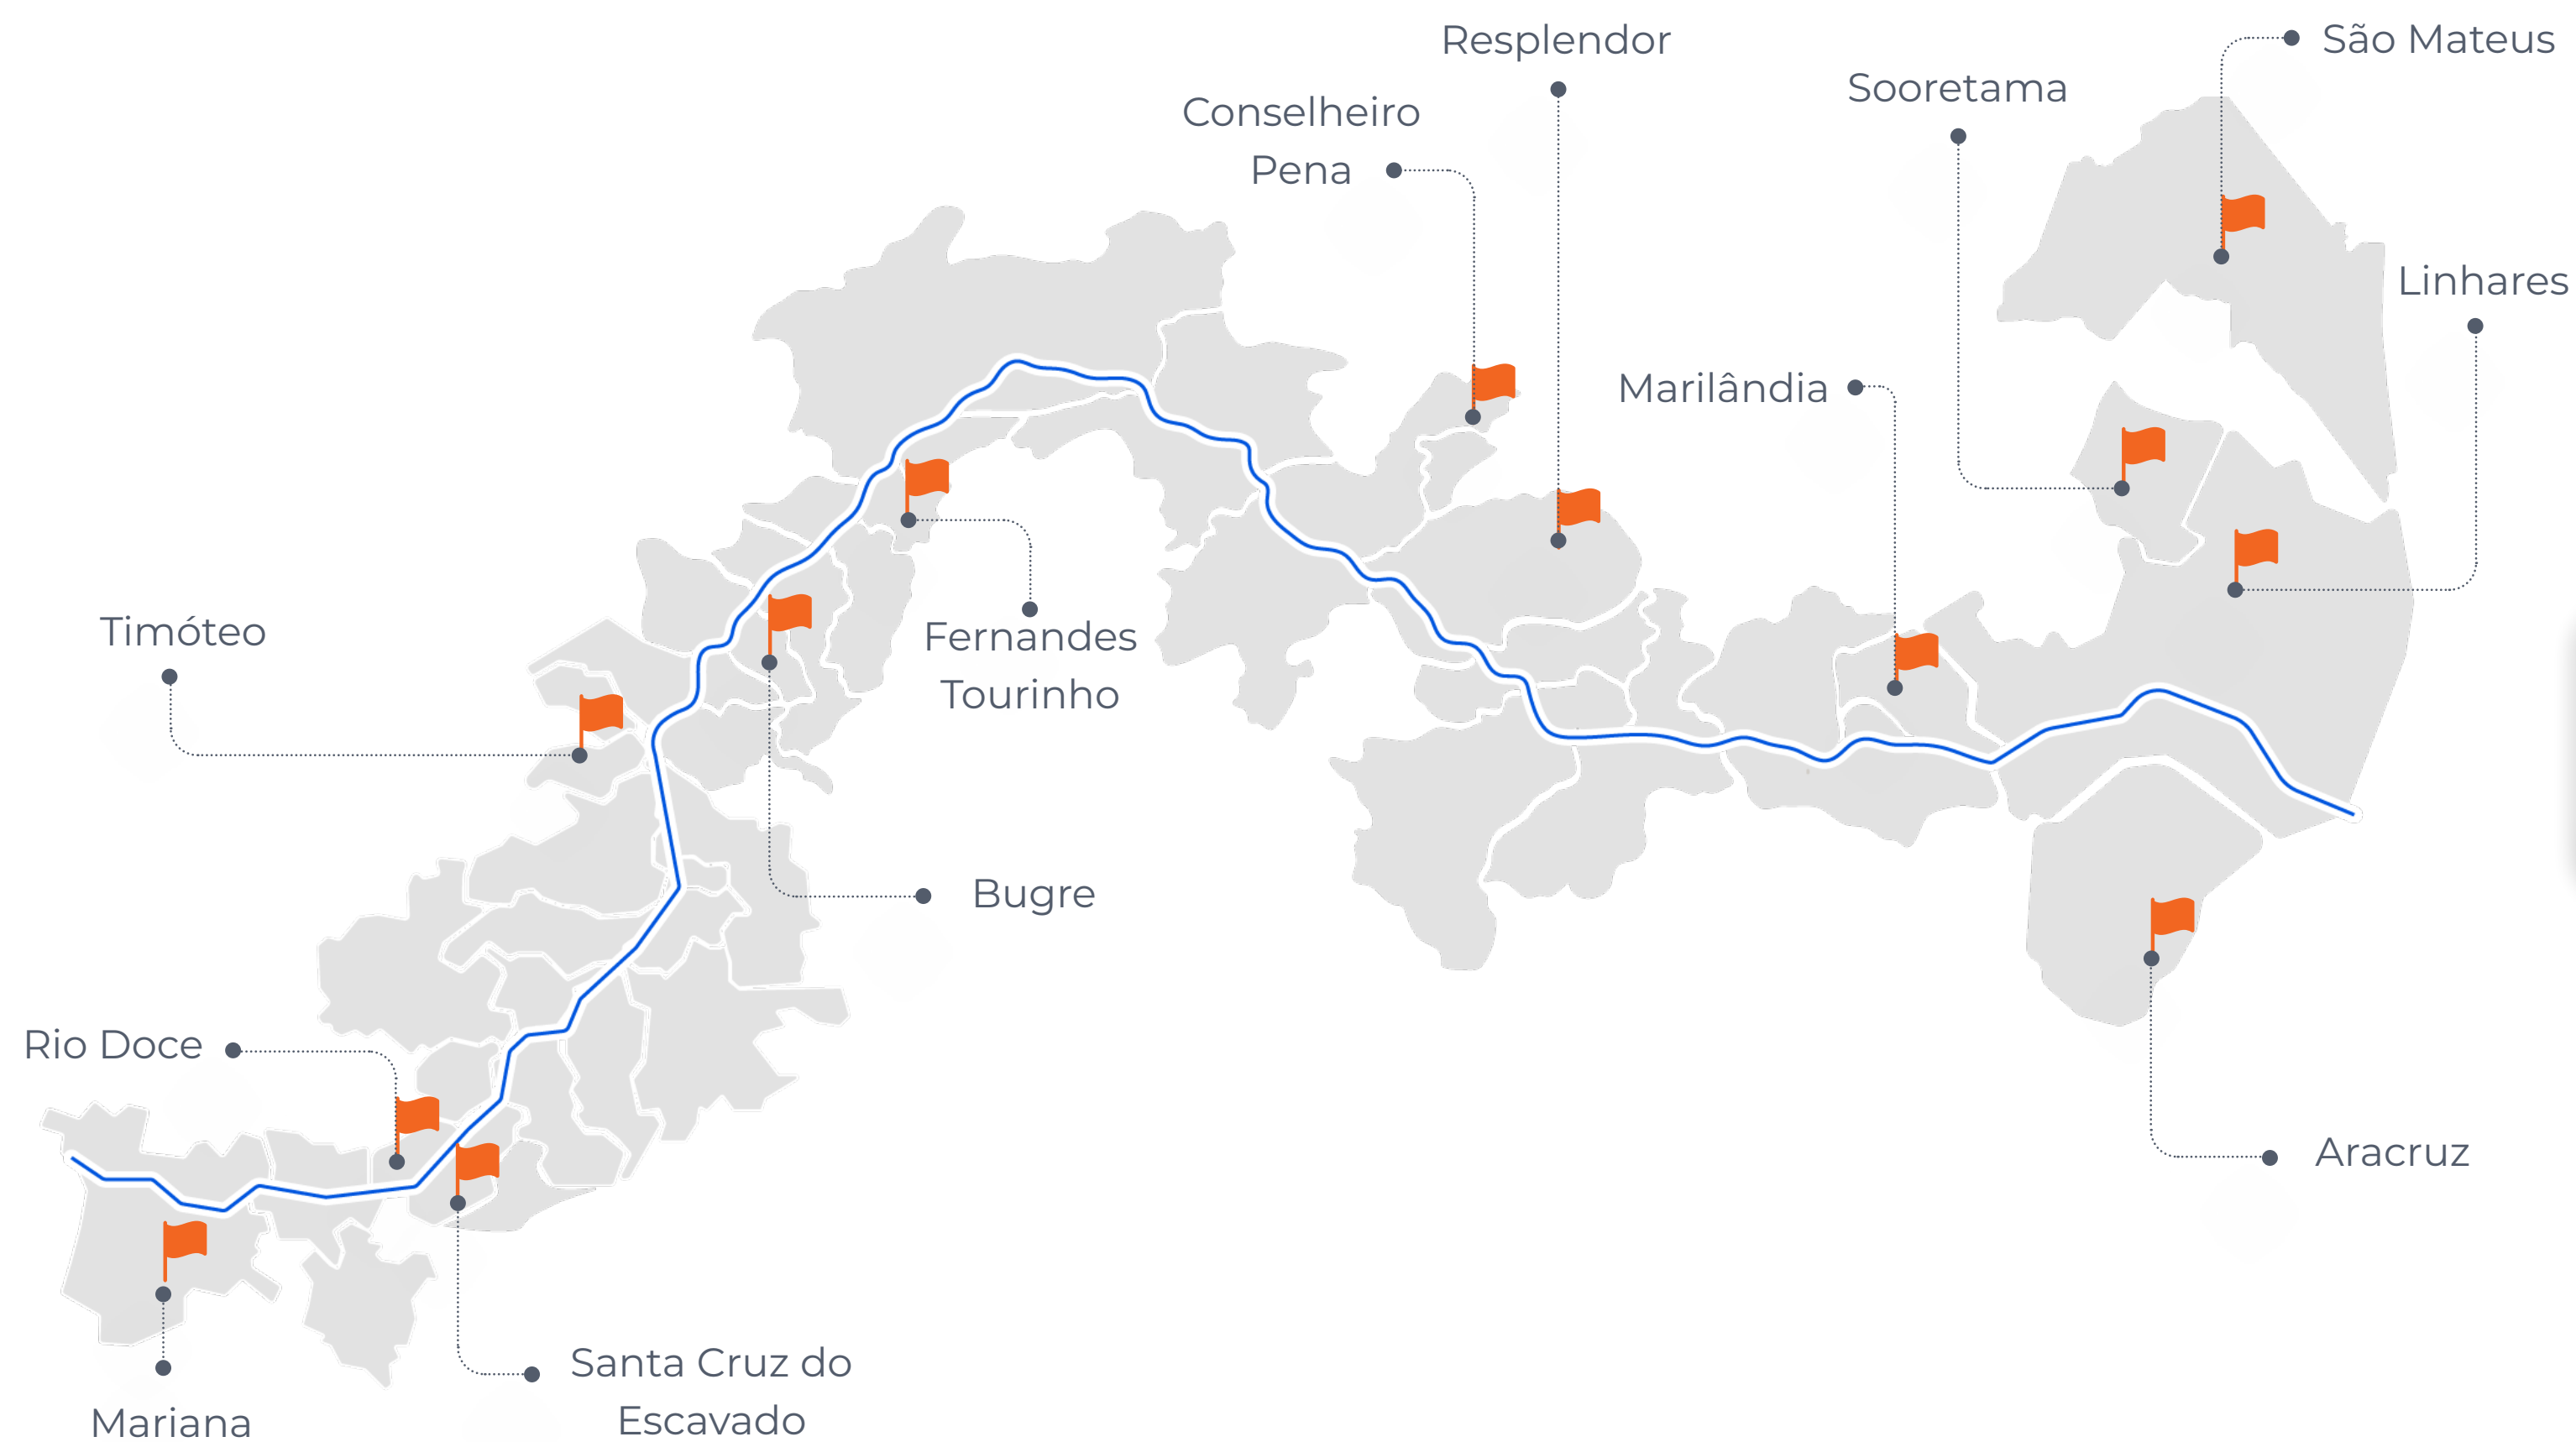 Resplendor
São Mateus
Sooretama
Conselheiro
Pena
Linhares
Marilândia
Timóteo
Fernandes
Tourinho
Bugre
Rio Doce
Aracruz
Santa Cruz do
Escavado
Mariana